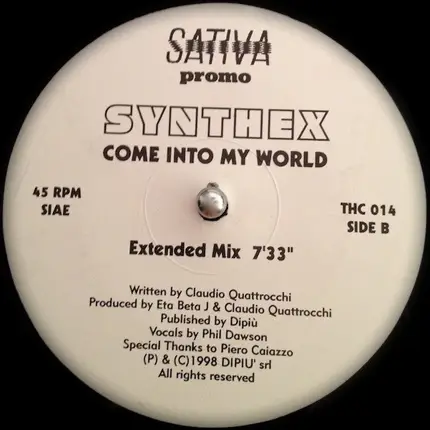 SATIVA
promo
SYNTHEX
COME INTO MY WORLD
45 RPM
SIAE
THC 014
SIDE B
Extended Mix 7'33"
Written by Claudio Quattrocchi
Produced by Eta Beta J & Claudio Quattrocchi
Published by Dipiù
Vocals by Phil Dawson
Special Thanks to Piero Caiazzo
(P) & (C)1998 DIPIU' srl
All rights reserved